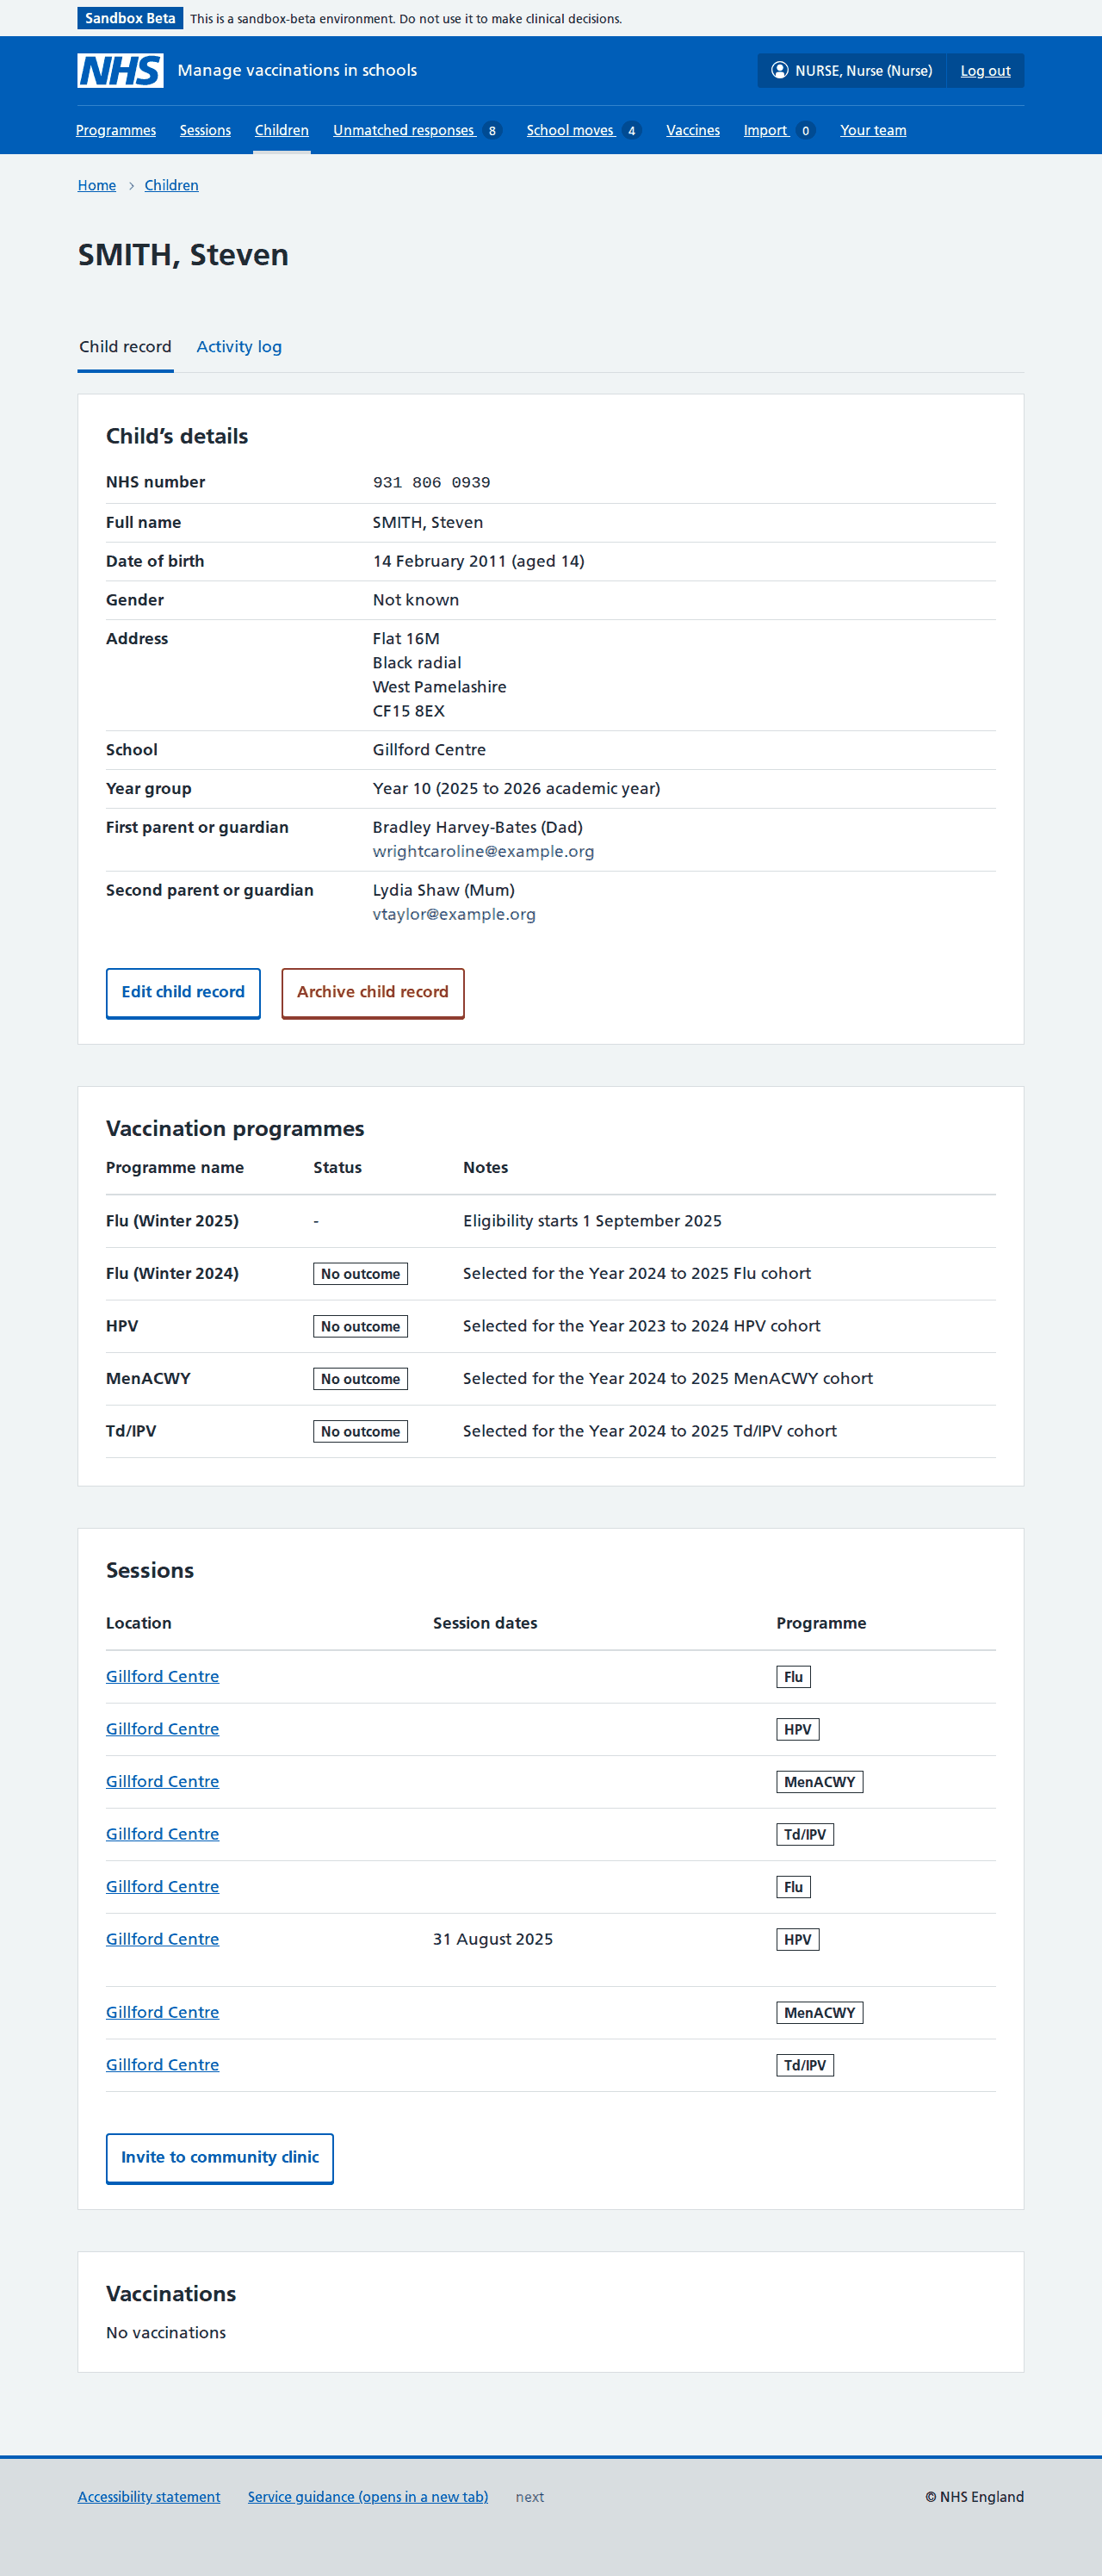 Sandbox Beta This is a sandbox-beta environment. Do not use it to make clinical decisions.
NHS Manage vaccinations in schools NURSE, Nurse (Nurse) Log out
Programmes Sessions Children Unmatched responses 8 School moves 4 Vaccines Import 0 Your team
Home Children
SMITH, Steven
Child record Activity log
Child’s details
NHS number 931 806 0939
Full name SMITH, Steven
Date of birth 14 February 2011 (aged 14)
Gender Not known
Address Flat 16M
Black radial
West Pamelashire
CF15 8EX
School Gillford Centre
Year group Year 10 (2025 to 2026 academic year)
First parent or guardian Bradley Harvey-Bates (Dad)
wrightcaroline@example.org
Second parent or guardian Lydia Shaw (Mum)
vtaylor@example.org
Edit child record Archive child record
Vaccination programmes
Programme name Status Notes
Flu (Winter 2025) - Eligibility starts 1 September 2025
Flu (Winter 2024) No outcome Selected for the Year 2024 to 2025 Flu cohort
HPV No outcome Selected for the Year 2023 to 2024 HPV cohort
MenACWY No outcome Selected for the Year 2024 to 2025 MenACWY cohort
Td/IPV No outcome Selected for the Year 2024 to 2025 Td/IPV cohort
Sessions
Location Session dates Programme
Gillford Centre Flu
Gillford Centre HPV
Gillford Centre MenACWY
Gillford Centre Td/IPV
Gillford Centre Flu
Gillford Centre 31 August 2025 HPV
Gillford Centre MenACWY
Gillford Centre Td/IPV
Invite to community clinic
Vaccinations
No vaccinations
Accessibility statement Service guidance (opens in a new tab) next © NHS England